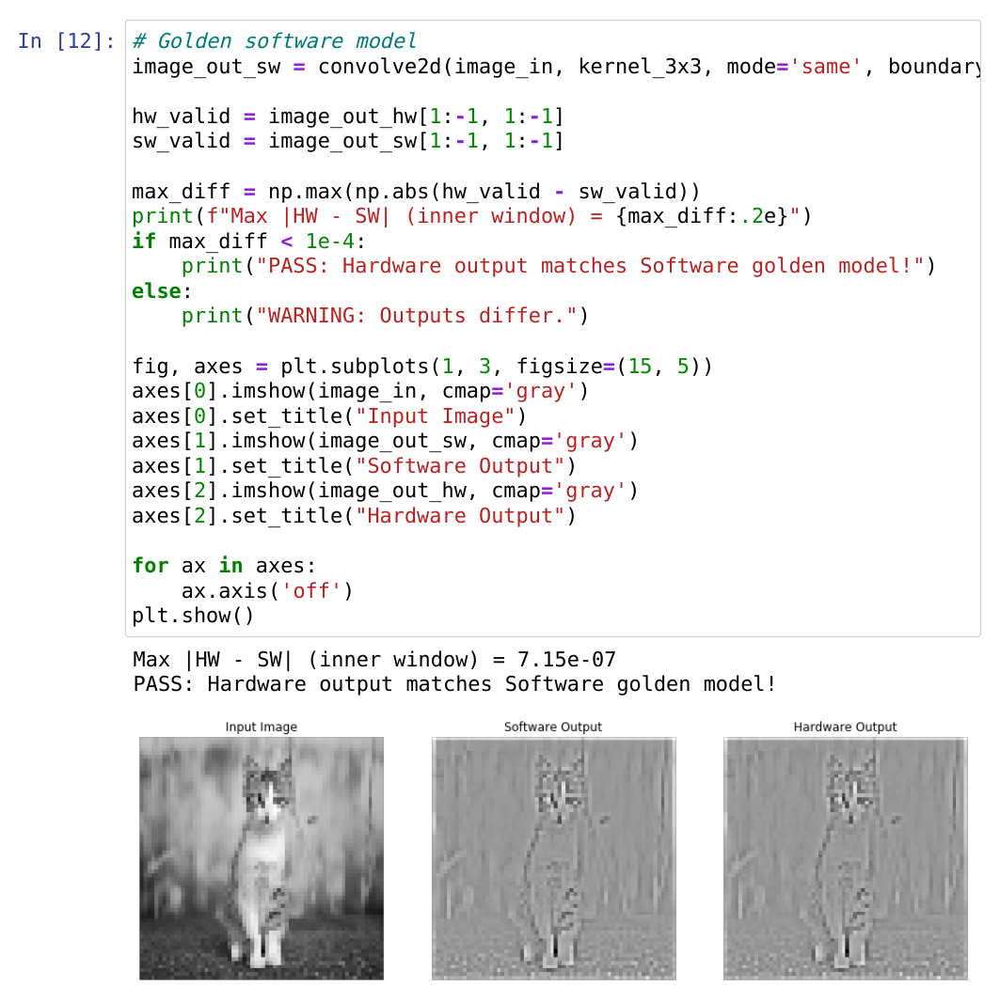 In [12]:
# Golden software model
image_out_sw = convolve2d(image_in, kernel_3x3, mode='same', boundary
hw_valid = image_out_hw[1:-1, 1:-1]
sw_valid = image_out_sw[1:-1, 1:-1]
max_diff = np.max(np.abs(hw_valid - sw_valid))
print(f"Max |HW - SW| (inner window) = {max_diff:.2e}")
if max_diff < 1e-4:
    print("PASS: Hardware output matches Software golden model!")
else:
    print("WARNING: Outputs differ.")
fig, axes = plt.subplots(1, 3, figsize=(15, 5))
axes[0].imshow(image_in, cmap='gray')
axes[0].set_title("Input Image")
axes[1].imshow(image_out_sw, cmap='gray')
axes[1].set_title("Software Output")
axes[2].imshow(image_out_hw, cmap='gray')
axes[2].set_title("Hardware Output")
for ax in axes:
    ax.axis('off')
plt.show()
Max |HW - SW| (inner window) = 7.15e-07
PASS: Hardware output matches Software golden model!
Input Image
Software Output
Hardware Output